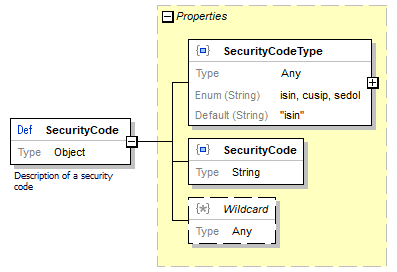 Properties
{} SecurityCodeType
Type Any
Enum (String) isin, cusip, sedol
Default (String) "isin"
Def SecurityCode
Type Object
Description of a security
code
{} SecurityCode
Type String
{*} Wildcard
Type Any